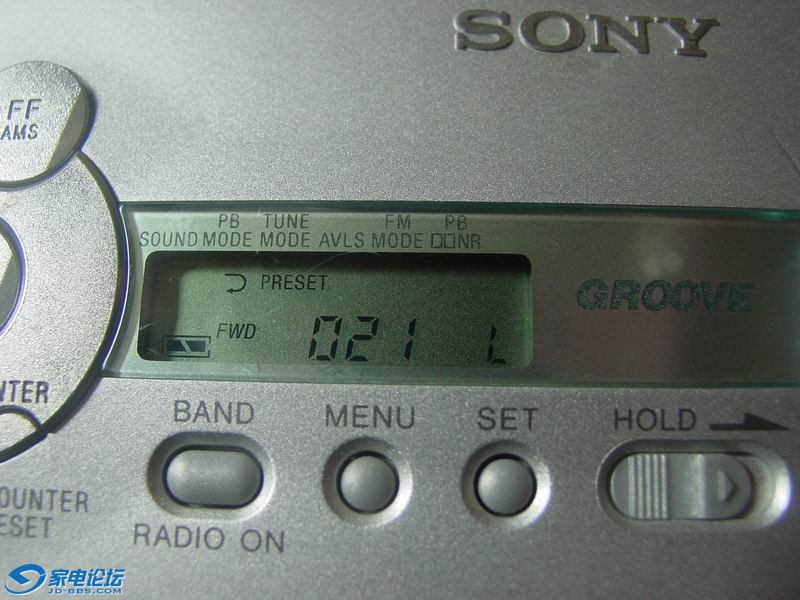 SONY
FF
AMS
PB TUNE FM PB
SOUND MODE MODE AVLS MODE DDNR
PRESET
GROOVE
FWD 021 L
NTER
BAND MENU SET HOLD
OUNTER
ESET
RADIO ON
家电论坛
JD-BBS.COM